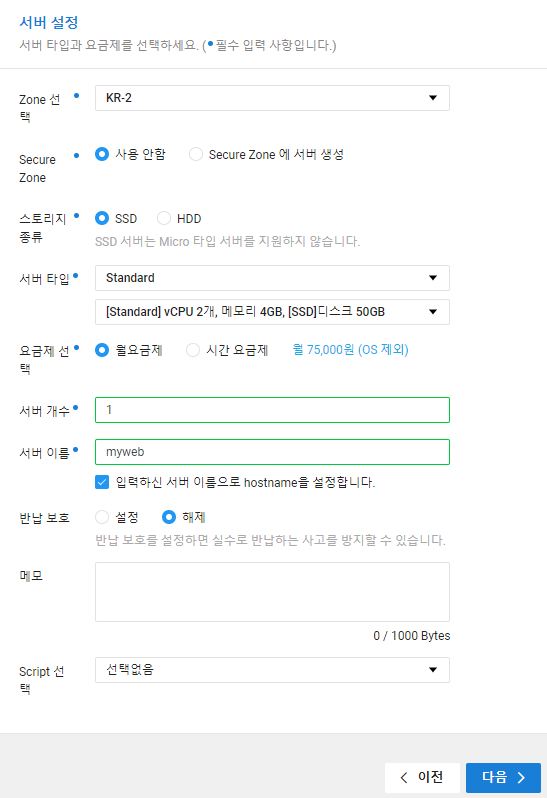 서버 설정
서버 타입과 요금제를 선택하세요. (• 필수 입력 사항입니다.)
Zone 선
택
KR-2
Secure
Zone
사용 안함
Secure Zone 에 서버 생성
스토리지
종류
SSD
HDD
SSD 서버는 Micro 타입 서버를 지원하지 않습니다.
서버 타입
Standard
[Standard] vCPU 2개, 메모리 4GB, [SSD]디스크 50GB
요금제 선
택
월요금제
시간 요금제
월 75,000원 (OS 제외)
서버 개수
1
서버 이름
myweb
입력하신 서버 이름으로 hostname을 설정합니다.
반납 보호
설정
해제
반납 보호를 설정하면 실수로 반납하는 사고를 방지할 수 있습니다.
메모
0 / 1000 Bytes
Script 선
택
선택없음
이전
다음